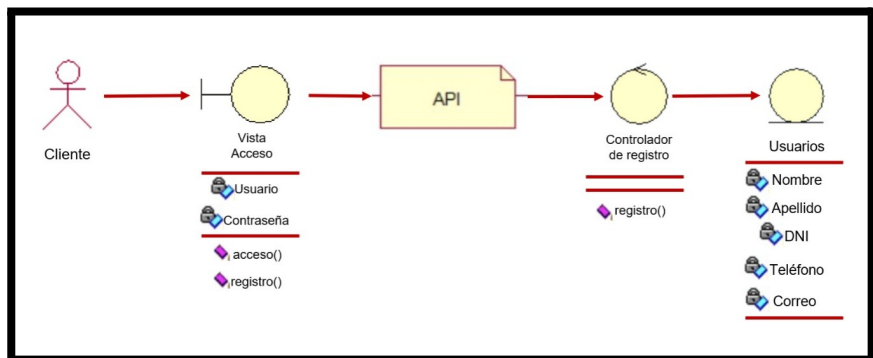 Cliente
Vista
Acceso
Usuario
Contraseña
acceso()
registro()
API
Controlador
de registro
registro()
Usuarios
Nombre
Apellido
DNI
Teléfono
Correo